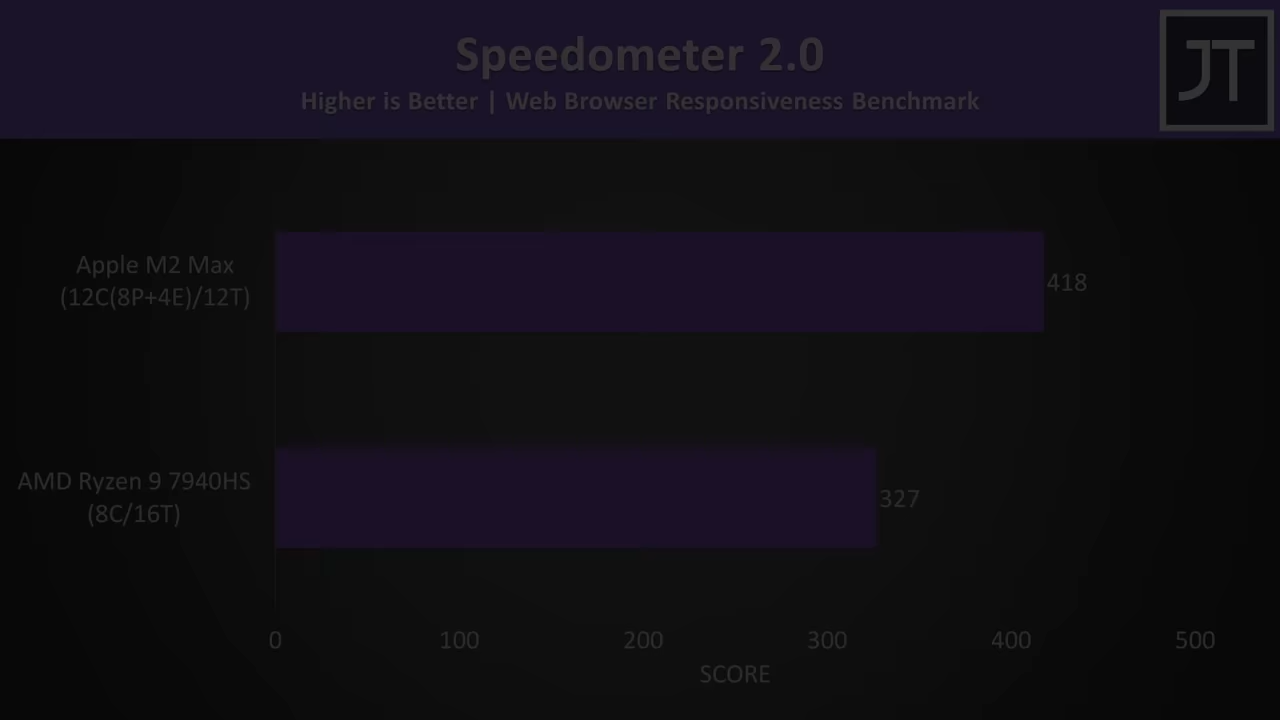 Speedometer 2.0
Higher is Better | Web Browser Responsiveness Benchmark
JT
Apple M2 Max
(12C(8P+4E)/12T)
418
AMD Ryzen 9 7940HS
(8C/16T)
327
0 100 200 300 400 500
SCORE